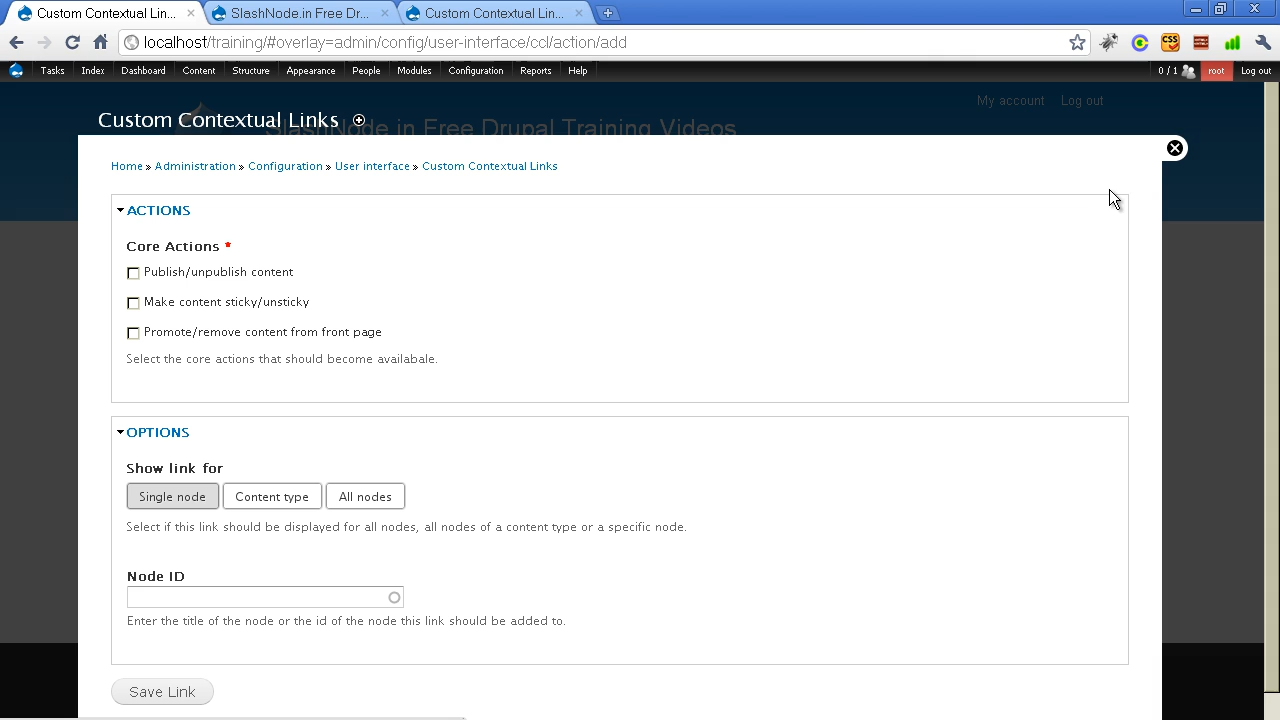 Custom Contextual Lin...
SlashNode.in Free Dr...
Custom Contextual Lin...
localhost/training/#overlay=admin/config/user-interface/ccl/action/add
Tasks Index Dashboard Content Structure Appearance People Modules Configuration Reports Help 0 / 1 root Log out
My account Log out
Custom Contextual Links
SlashNode.in Free Drupal Training Videos
Home » Administration » Configuration » User interface » Custom Contextual Links
ACTIONS
Core Actions *
Publish/unpublish content
Make content sticky/unsticky
Promote/remove content from front page
Select the core actions that should become availabale.
OPTIONS
Show link for
Single node Content type All nodes
Select if this link should be displayed for all nodes, all nodes of a content type or a specific node.
Node ID
Enter the title of the node or the id of the node this link should be added to.
Save Link